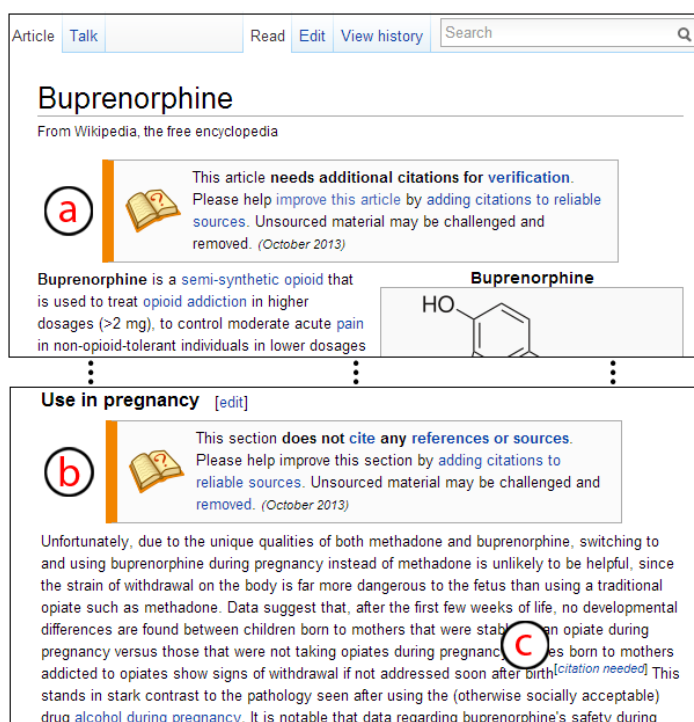 Article Talk Read Edit View history Search
Buprenorphine
From Wikipedia, the free encyclopedia
a
This article needs additional citations for verification.
Please help improve this article by adding citations to reliable
sources. Unsourced material may be challenged and
removed. (October 2013)
Buprenorphine is a semi-synthetic opioid that
is used to treat opioid addiction in higher
dosages (>2 mg), to control moderate acute pain
in non-opioid-tolerant individuals in lower dosages
Buprenorphine
HO
Use in pregnancy [edit]
b
This section does not cite any references or sources.
Please help improve this section by adding citations to
reliable sources. Unsourced material may be challenged and
removed. (October 2013)
Unfortunately, due to the unique qualities of both methadone and buprenorphine, switching to
and using buprenorphine during pregnancy instead of methadone is unlikely to be helpful, since
the strain of withdrawal on the body is far more dangerous to the fetus than using a traditional
opiate such as methadone. Data suggest that, after the first few weeks of life, no developmental
differences are found between children born to mothers that were an opiate during
pregnancy versus those that were not taking opiates during born to mothers
c
addicted to opiates show signs of withdrawal if not addressed soon after birth[citation needed] This
stands in stark contrast to the pathology seen after using the (otherwise socially acceptable)
drug alcohol during pregnancy. It is notable that data regarding buprenorphine's safety during